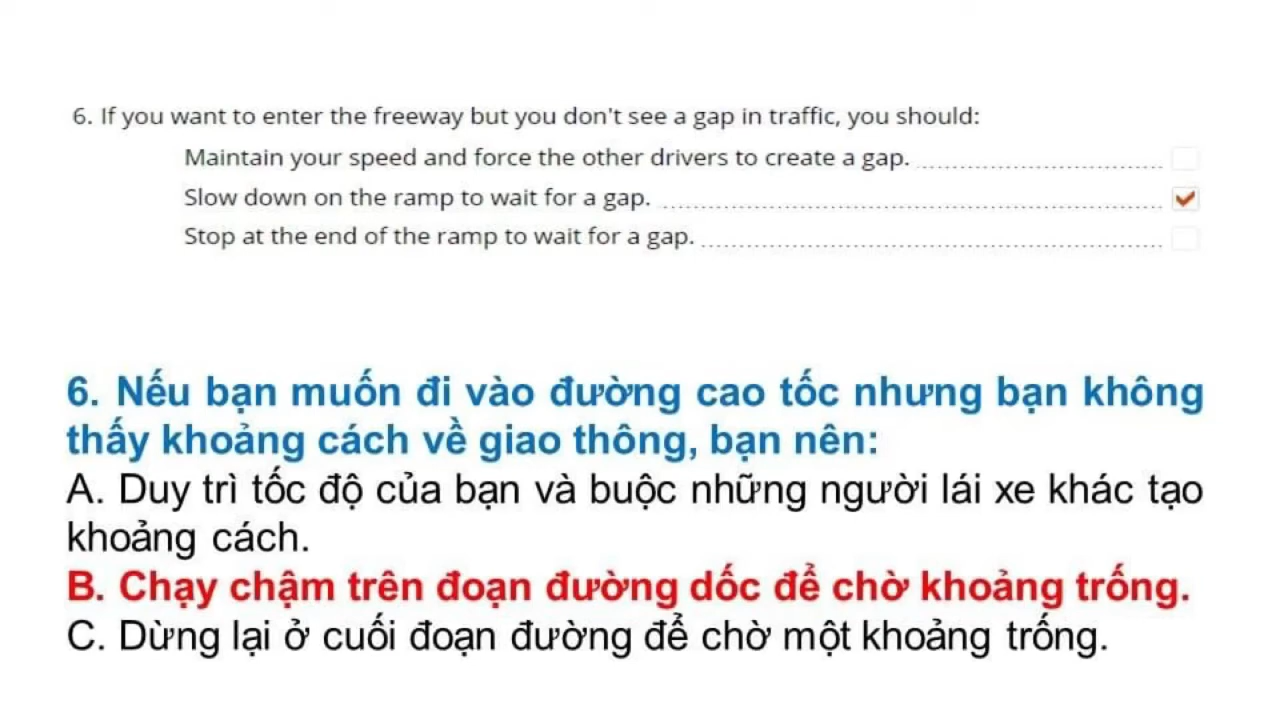 6. If you want to enter the freeway but you don't see a gap in traffic, you should:
Maintain your speed and force the other drivers to create a gap.
Slow down on the ramp to wait for a gap.
Stop at the end of the ramp to wait for a gap.
6. Nếu bạn muốn đi vào đường cao tốc nhưng bạn không
thấy khoảng cách về giao thông, bạn nên:
A. Duy trì tốc độ của bạn và buộc những người lái xe khác tạo
khoảng cách.
B. Chạy chậm trên đoạn đường dốc để chờ khoảng trống.
C. Dừng lại ở cuối đoạn đường để chờ một khoảng trống.